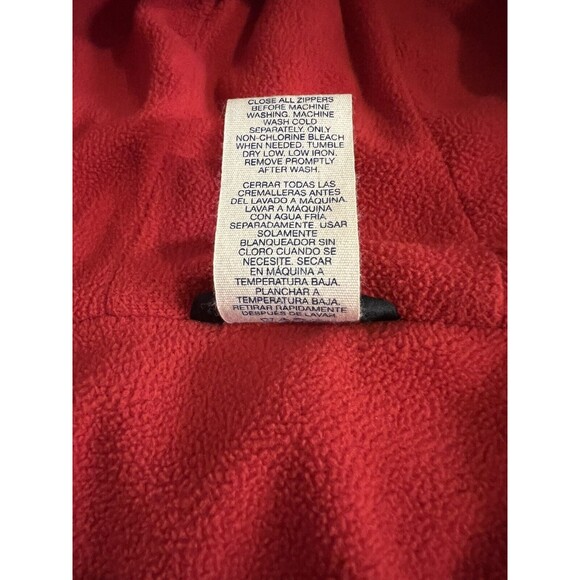 CLOSE ALL ZIPPERS
BEFORE MACHINE
WASHING. MACHINE
WASH COLD
SEPARATELY. ONLY
NON-CHLORINE BLEACH
WHEN NEEDED. TUMBLE
DRY LOW, LOW IRON.
REMOVE PROMPTLY
AFTER WASH.
CERRAR TODAS LAS
CREMALLERAS ANTES
DEL LAVADO A MÁQUINA.
LAVAR A MÁQUINA
CON AGUA FRÍA
SEPARADAMENTE. USAR
SOLAMENTE
BLANQUEADOR SIN
CLORO CUANDO SE
NECESITE. SECAR
EN MÁQUINA A
TEMPERATURA BAJA.
PLANCHAR A
TEMPERATURA BAJA.
RETIRAR RÁPIDAMENTE
DESPUÉS DE LAVAR.